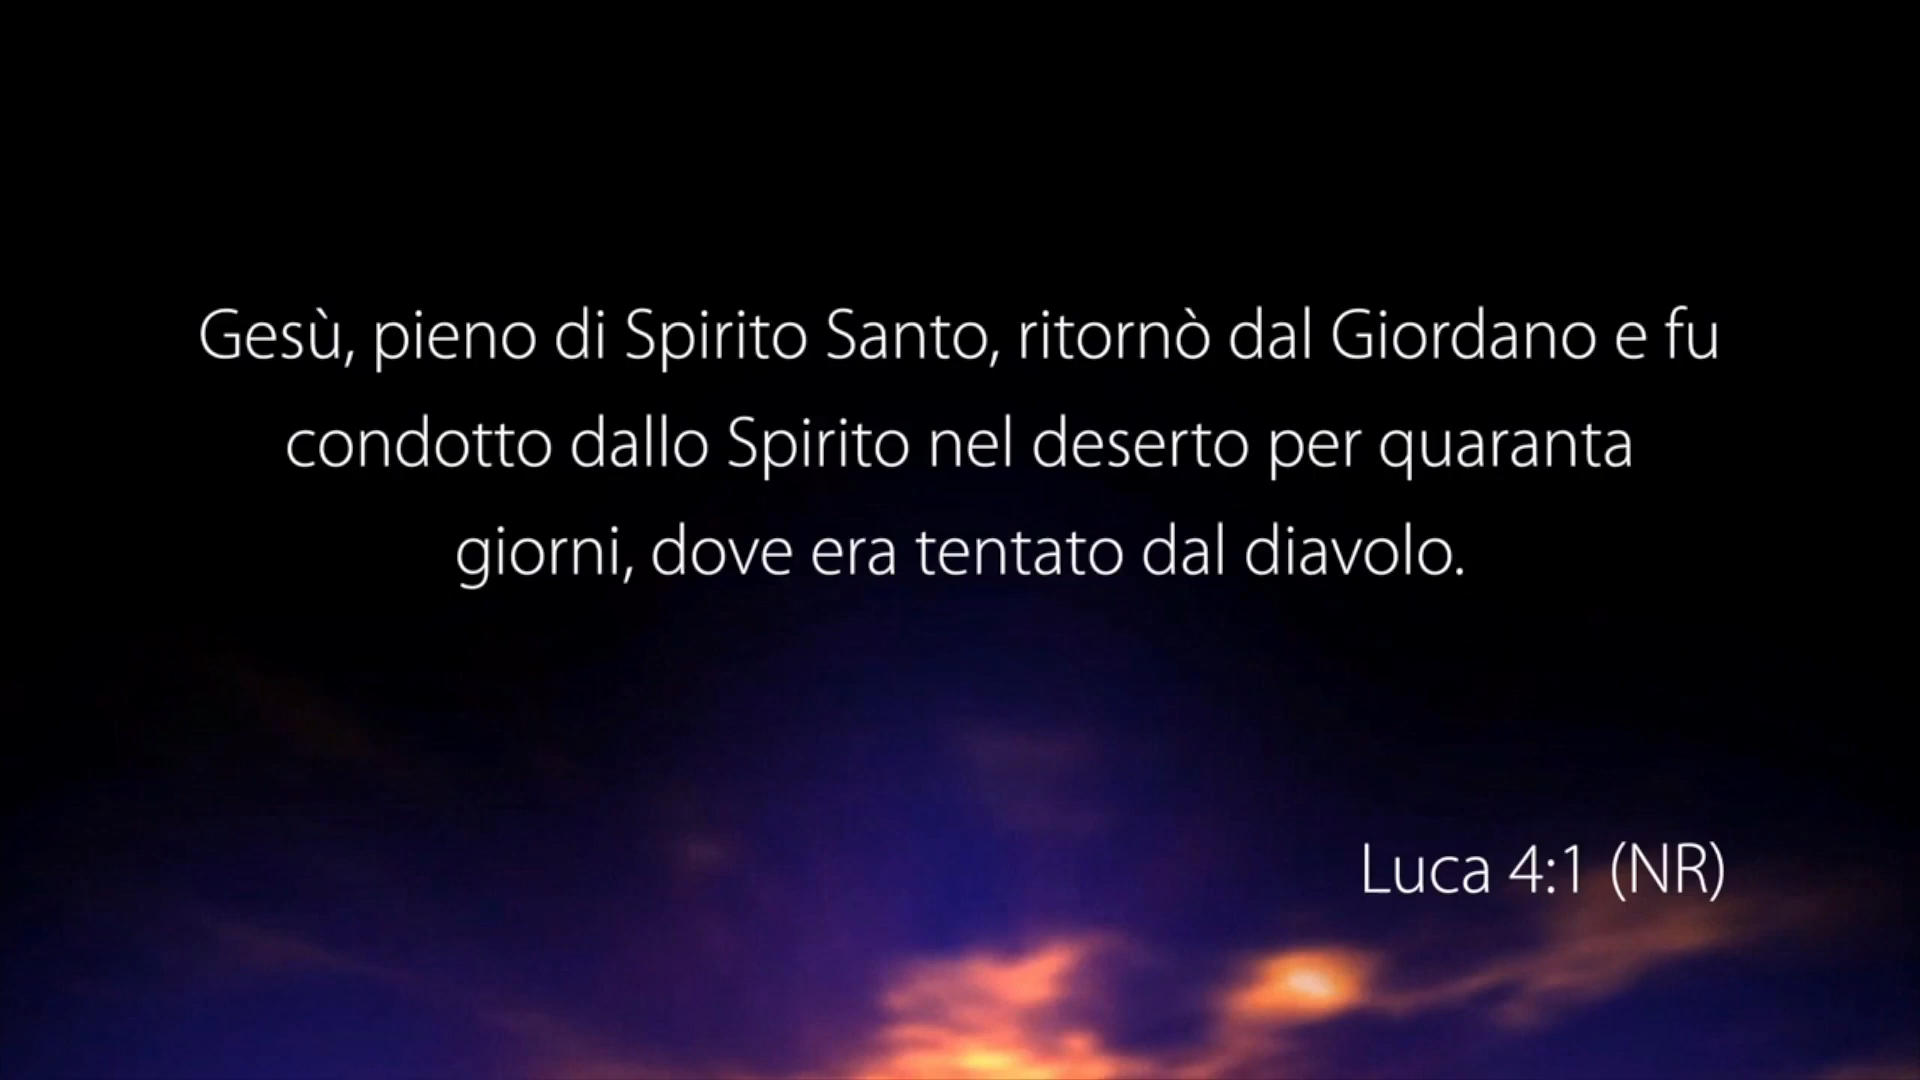 Gesù, pieno di Spirito Santo, ritornò dal Giordano e fu
condotto dallo Spirito nel deserto per quaranta
giorni, dove era tentato dal diavolo.
Luca 4:1 (NR)